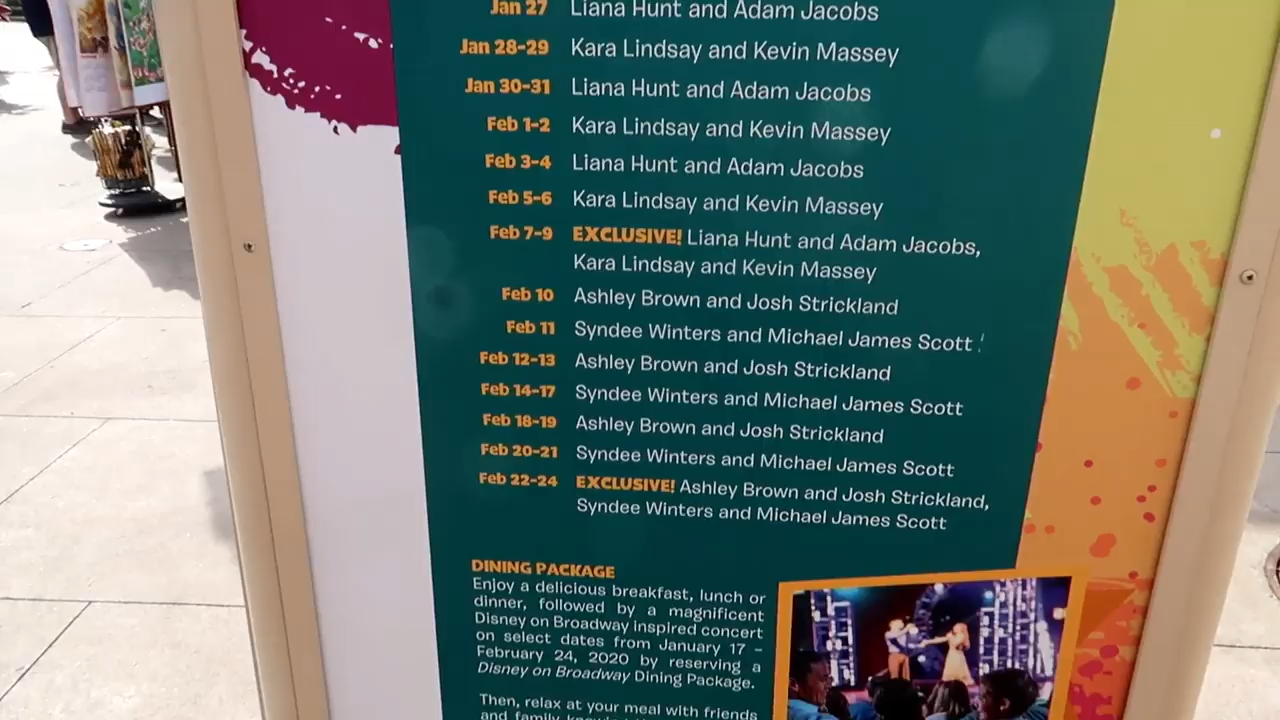 Jan 27 Liana Hunt and Adam Jacobs
Jan 28-29 Kara Lindsay and Kevin Massey
Jan 30-31 Liana Hunt and Adam Jacobs
Feb 1-2 Kara Lindsay and Kevin Massey
Feb 3-4 Liana Hunt and Adam Jacobs
Feb 5-6 Kara Lindsay and Kevin Massey
Feb 7-9 EXCLUSIVE! Liana Hunt and Adam Jacobs,
Kara Lindsay and Kevin Massey
Feb 10 Ashley Brown and Josh Strickland
Feb 11 Syndee Winters and Michael James Scott
Feb 12-13 Ashley Brown and Josh Strickland
Feb 14-17 Syndee Winters and Michael James Scott
Feb 18-19 Ashley Brown and Josh Strickland
Feb 20-21 Syndee Winters and Michael James Scott
Feb 22-24 EXCLUSIVE! Ashley Brown and Josh Strickland,
Syndee Winters and Michael James Scott
DINING PACKAGE
Enjoy a delicious breakfast, lunch or
dinner, followed by a magnificent
Disney on Broadway inspired concert
on select dates from January 17 –
February 24, 2020 by reserving a
Disney on Broadway Dining Package.
Then, relax at your meal with friends
and family